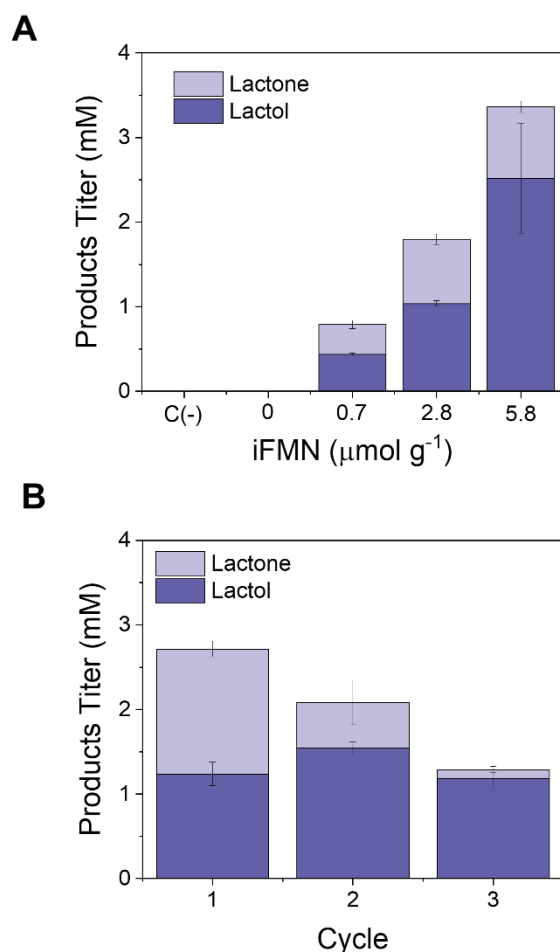 A
4
Lactone
Lactol
3
2
1
0
Products Titer (mM)
C(-) 0 0.7 2.8 5.8
iFMN (μmol g⁻¹)
B
4
Lactone
Lactol
3
2
1
0
Products Titer (mM)
1 2 3
Cycle